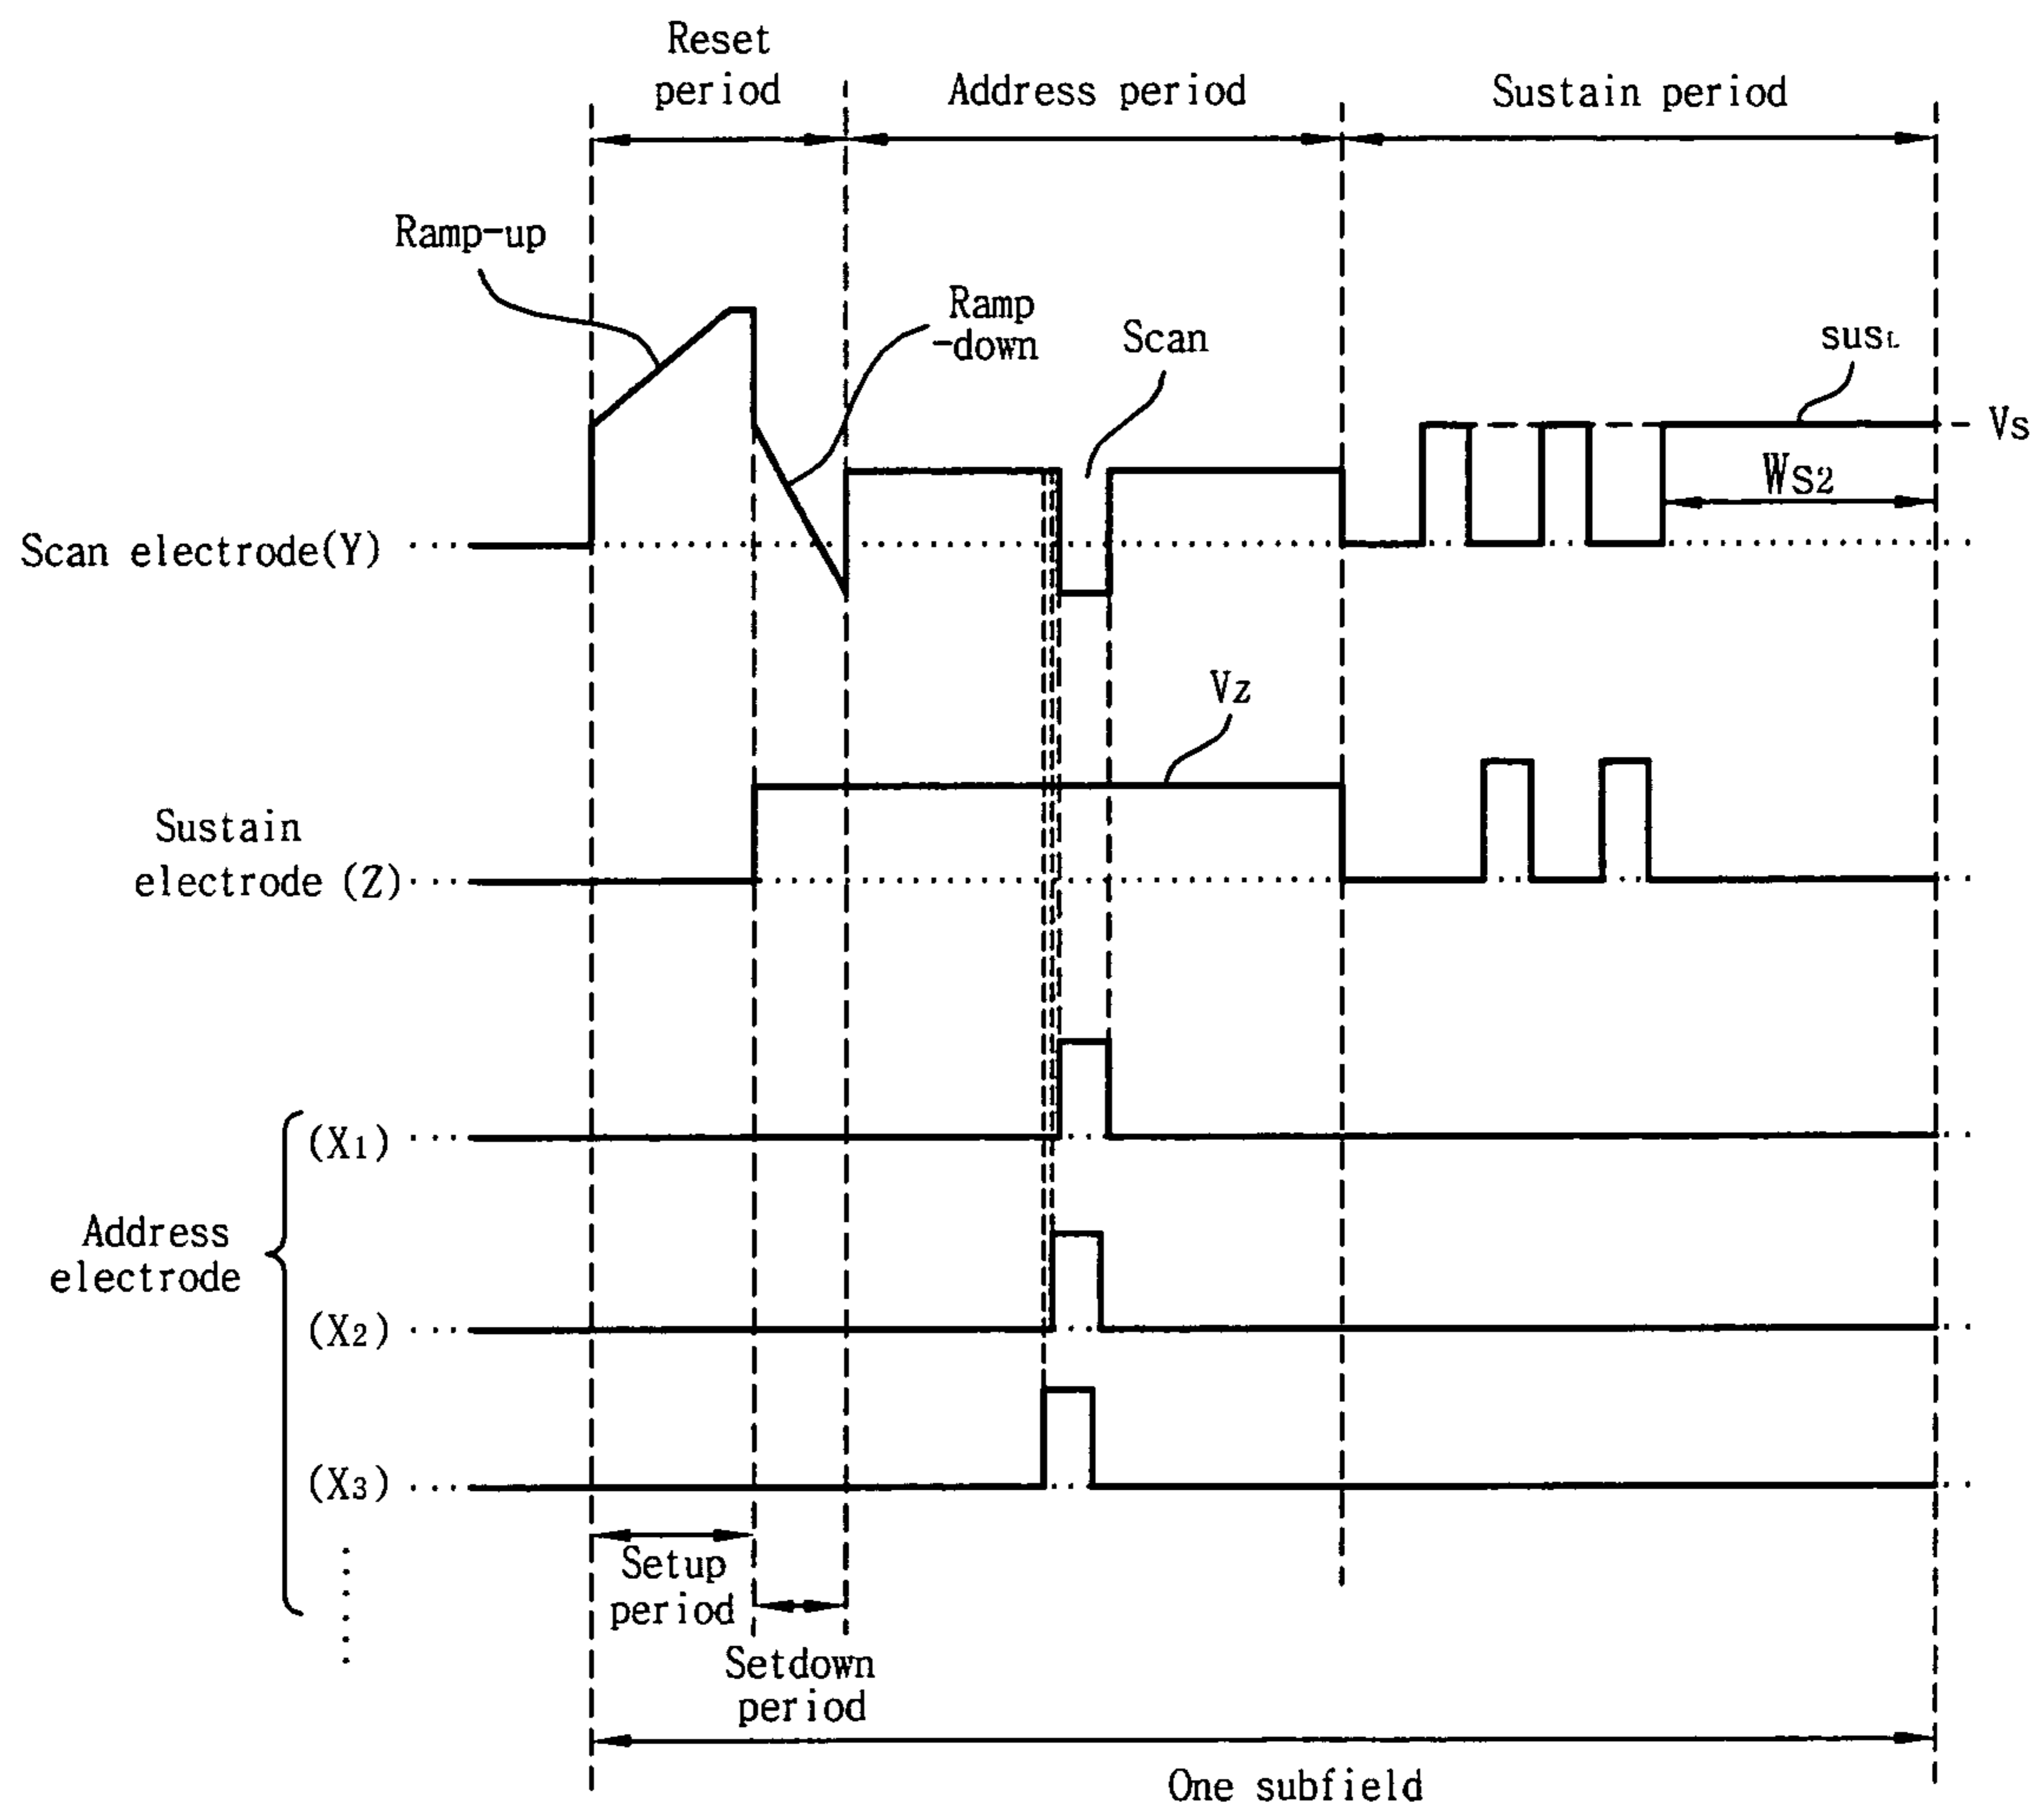 Reset
period
Address period
Sustain period
Ramp-up
Ramp
-down
Scan
susL
Vs
Ws2
Scan electrode(Y)
Vz
Sustain
electrode (Z)
(X1)
Address
electrode
(X2)
(X3)
Setup
period
Setdown
period
One subfield